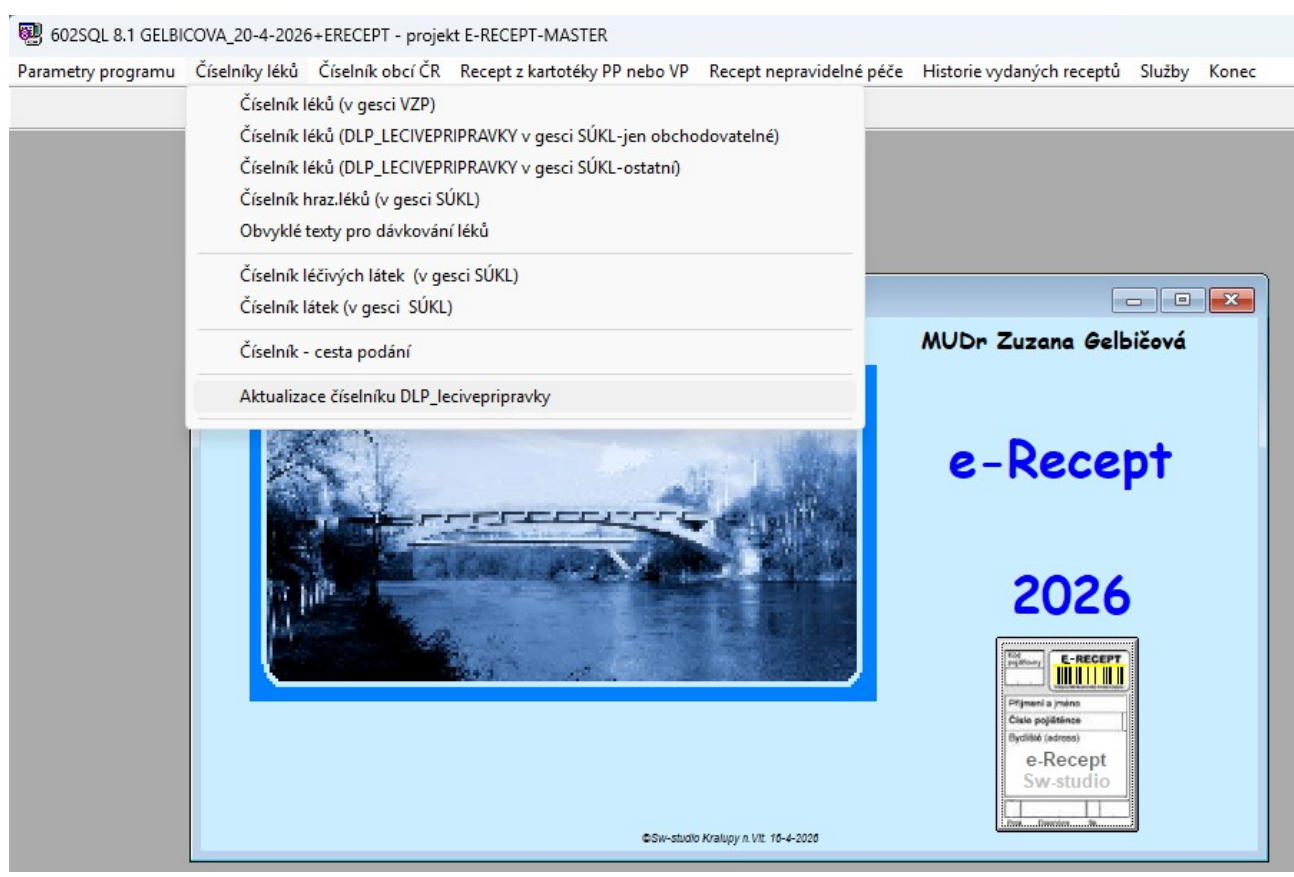 602SQL 8.1 GELBICOVA_20-4-2026+ERECEPT - projekt E-RECEPT-MASTER
Parametry programu Číselníky léků Číselník obcí ČR Recept z kartotéky PP nebo VP Recept nepravidelné péče Historie vydaných receptů Služby Konec
Číselník léků (v gesci VZP)
Číselník léků (DLP_LECIVEPRIPRAVKY v gesci SÚKL-jen obchodovatelné)
Číselník léků (DLP_LECIVEPRIPRAVKY v gesci SÚKL-ostatní)
Číselník hraz.léků (v gesci SÚKL)
Obvyklé texty pro dávkování léků
Číselník léčivých látek (v gesci SÚKL)
Číselník látek (v gesci SÚKL)
Číselník - cesta podání
Aktualizace číselníku DLP_lecivepripravky
MUDr Zuzana Gelbičová
e-Recept
2026
Kód
pojišťovny
E-RECEPT
Příjmení a jméno
Číslo pojištěnce
Bydliště (adresa)
e-Recept
Sw-studio
©Sw-studio Kralupy n.Vlt. 16-4-2026